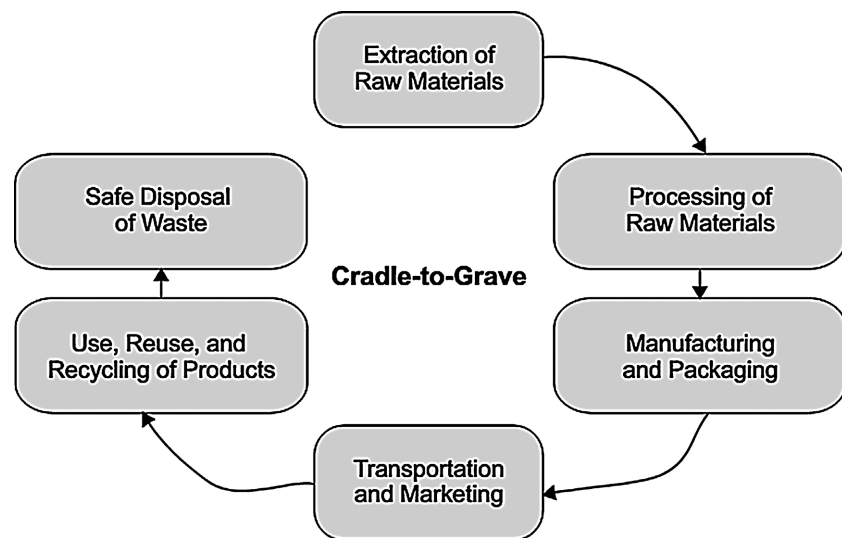 Extraction of
Raw Materials
Processing of
Raw Materials
Manufacturing
and Packaging
Transportation
and Marketing
Use, Reuse, and
Recycling of Products
Safe Disposal
of Waste
Cradle-to-Grave